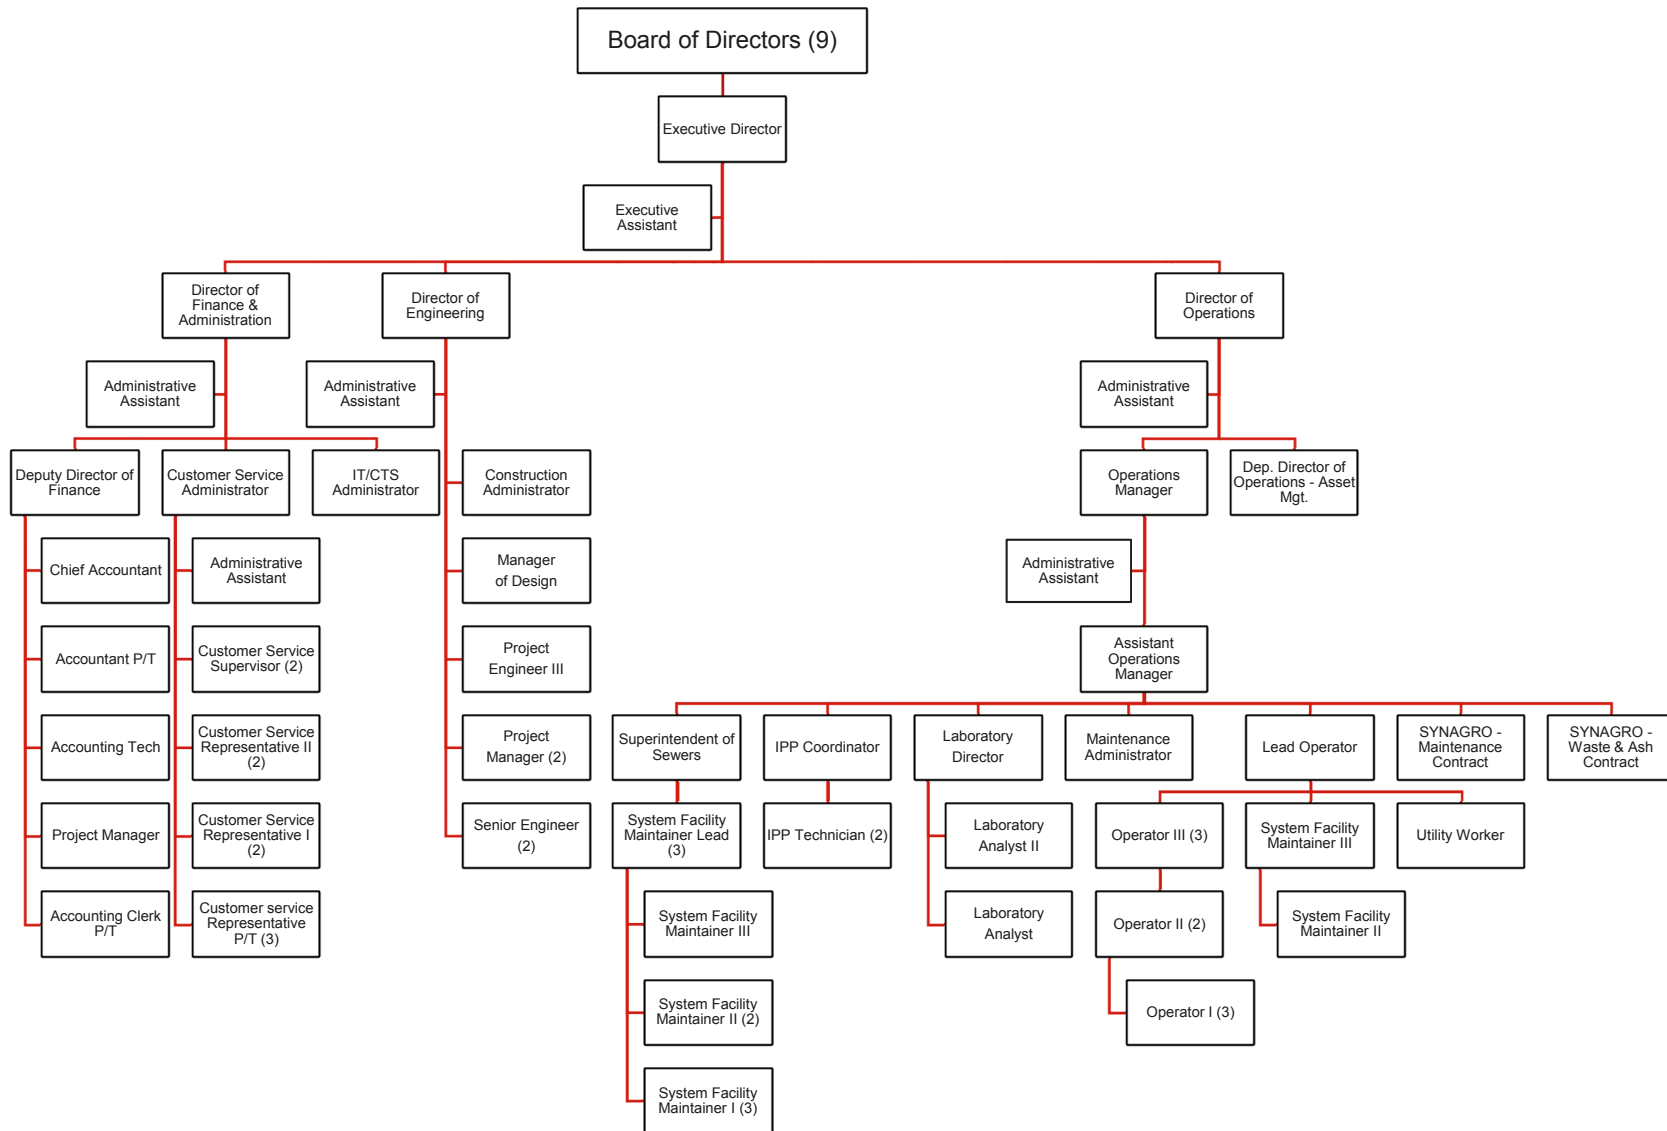 Board of Directors (9)
Executive Director
Executive
Assistant
Director of
Finance &
Administration
Director of
Engineering
Director of
Operations
Administrative
Assistant
Administrative
Assistant
Administrative
Assistant
Deputy Director of
Finance
Customer Service
Administrator
IT/CTS
Administrator
Construction
Administrator
Operations
Manager
Dep. Director of
Operations - Asset
Mgt.
Chief Accountant
Administrative
Assistant
Manager
of Design
Administrative
Assistant
Accountant P/T
Customer Service
Supervisor (2)
Project
Engineer III
Assistant
Operations
Manager
Accounting Tech
Customer Service
Representative II
(2)
Project
Manager (2)
Superintendent of
Sewers
IPP Coordinator
Laboratory
Director
Maintenance
Administrator
Lead Operator
SYNAGRO -
Maintenance
Contract
SYNAGRO -
Waste & Ash
Contract
Project Manager
Customer Service
Representative I
(2)
Senior Engineer
(2)
System Facility
Maintainer Lead
(3)
IPP Technician (2)
Laboratory
Analyst II
Operator III (3)
System Facility
Maintainer III
Utility Worker
Accounting Clerk
P/T
Customer service
Representative
P/T (3)
System Facility
Maintainer III
Laboratory
Analyst
Operator II (2)
System Facility
Maintainer II
System Facility
Maintainer II (2)
Operator I (3)
System Facility
Maintainer I (3)